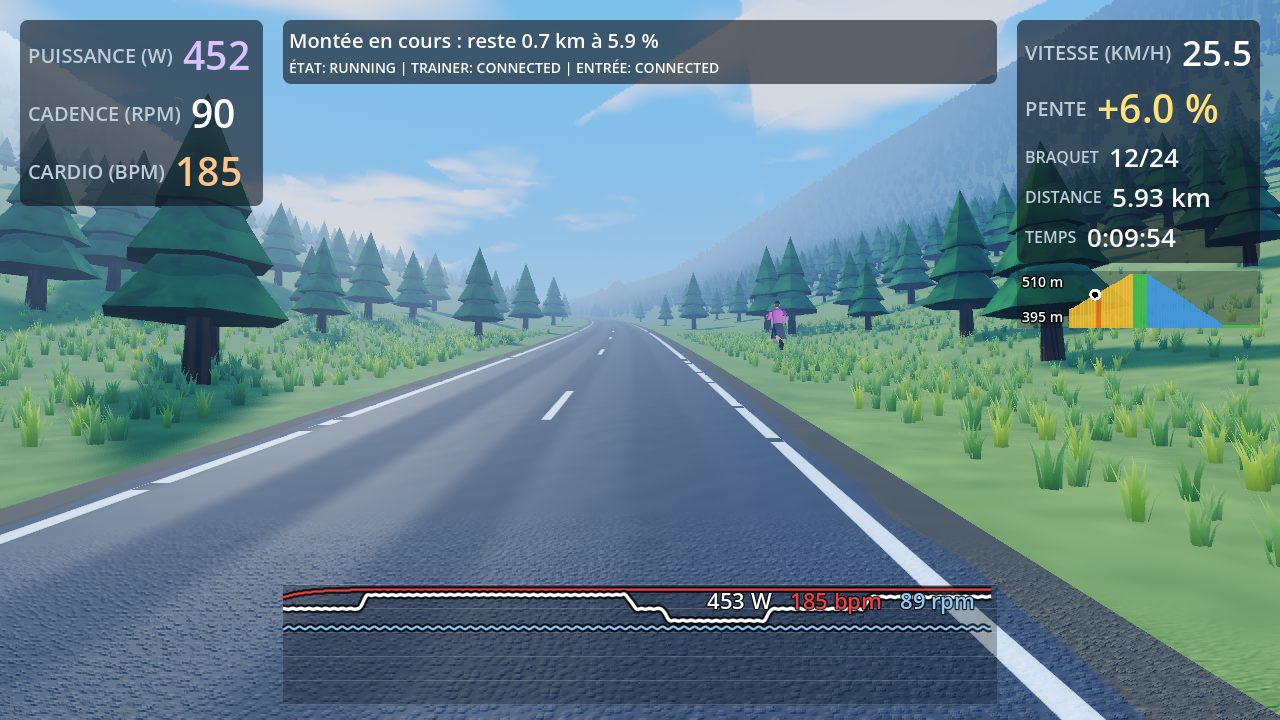 PUISSANCE (W) 452
CADENCE (RPM) 90
CARDIO (BPM) 185
Montée en cours : reste 0.7 km à 5.9 %
ÉTAT: RUNNING | TRAINER: CONNECTED | ENTRÉE: CONNECTED
VITESSE (KM/H) 25.5
PENTE +6.0 %
BRAQUET 12/24
DISTANCE 5.93 km
TEMPS 0:09:54
510 m
395 m
453 W 185 bpm 89 rpm